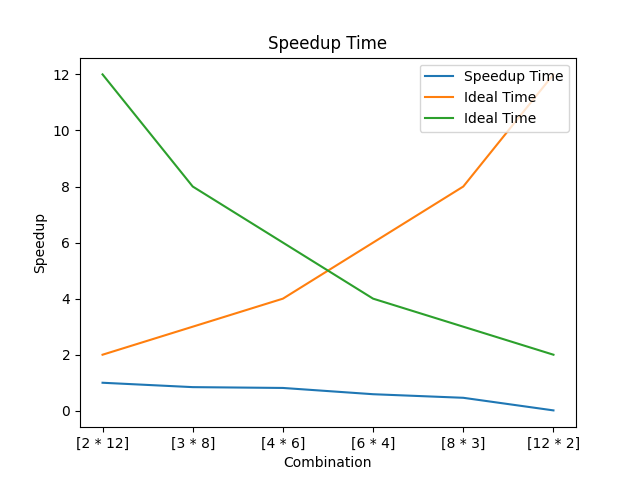 Speedup Time
Speedup Time
Ideal Time
Ideal Time
12
10
8
6
4
2
0
Speedup
[2 * 12] [3 * 8] [4 * 6] [6 * 4] [8 * 3] [12 * 2]
Combination